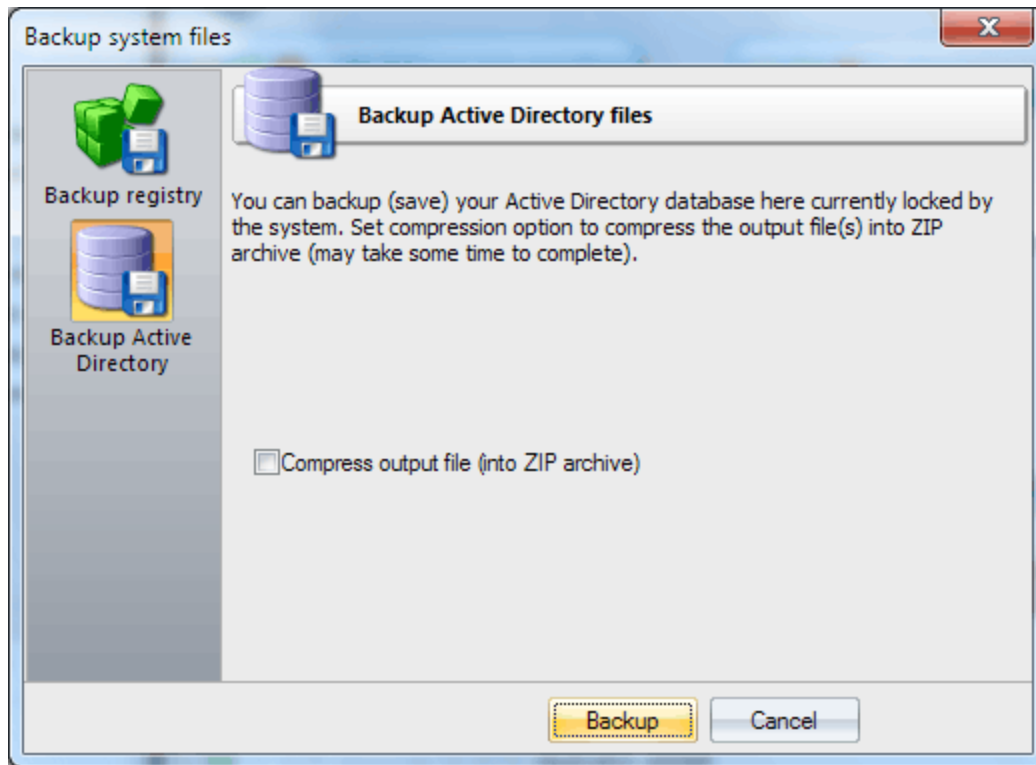 Backup system files
Backup registry
Backup Active
Directory
Backup Active Directory files
You can backup (save) your Active Directory database here currently locked by
the system. Set compression option to compress the output file(s) into ZIP
archive (may take some time to complete).
Compress output file (into ZIP archive)
Backup
Cancel